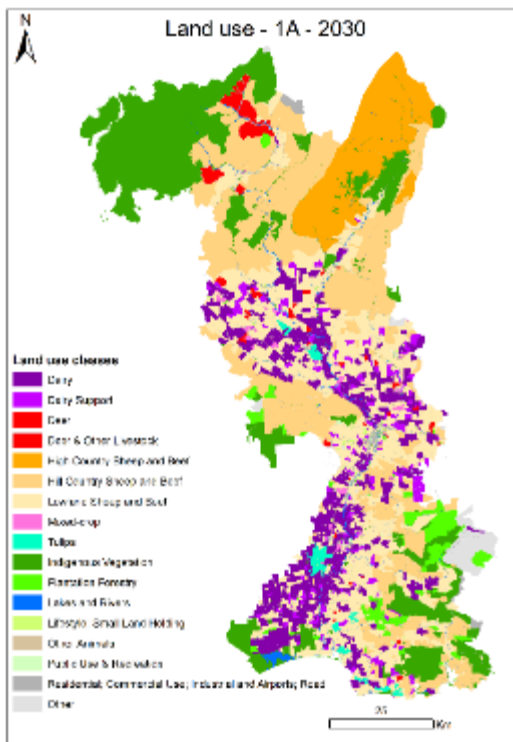 N
Land use - 1A - 2030
Land use classes
Dairy
Dairy Support
Deer
Deer & Other Livestock
High Country Sheep and Beef
Hill Country Sheep and Beef
Lowland Sheep and Beef
Mixed-crop
Tulips
Indigenous Vegetation
Plantation Forestry
Lakes and Rivers
Lifestyle, Small Land Holding
Other Animals
Public Use & Recreation
Residential; Commercial Use; Industrial and Airports; Road
Other
25
Km